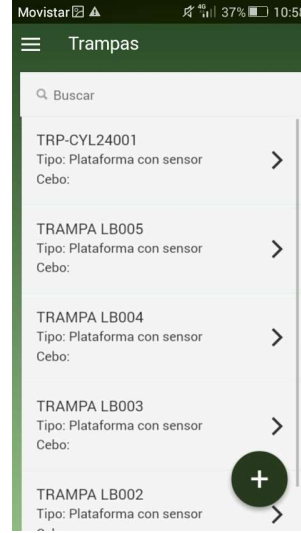 Movistar 4G 37% 10:58
Trampas
Buscar
TRP-CYL24001
Tipo: Plataforma con sensor
Cebo:
TRAMPA LB005
Tipo: Plataforma con sensor
Cebo:
TRAMPA LB004
Tipo: Plataforma con sensor
Cebo:
TRAMPA LB003
Tipo: Plataforma con sensor
Cebo:
+
TRAMPA LB002
Tipo: Plataforma con sensor